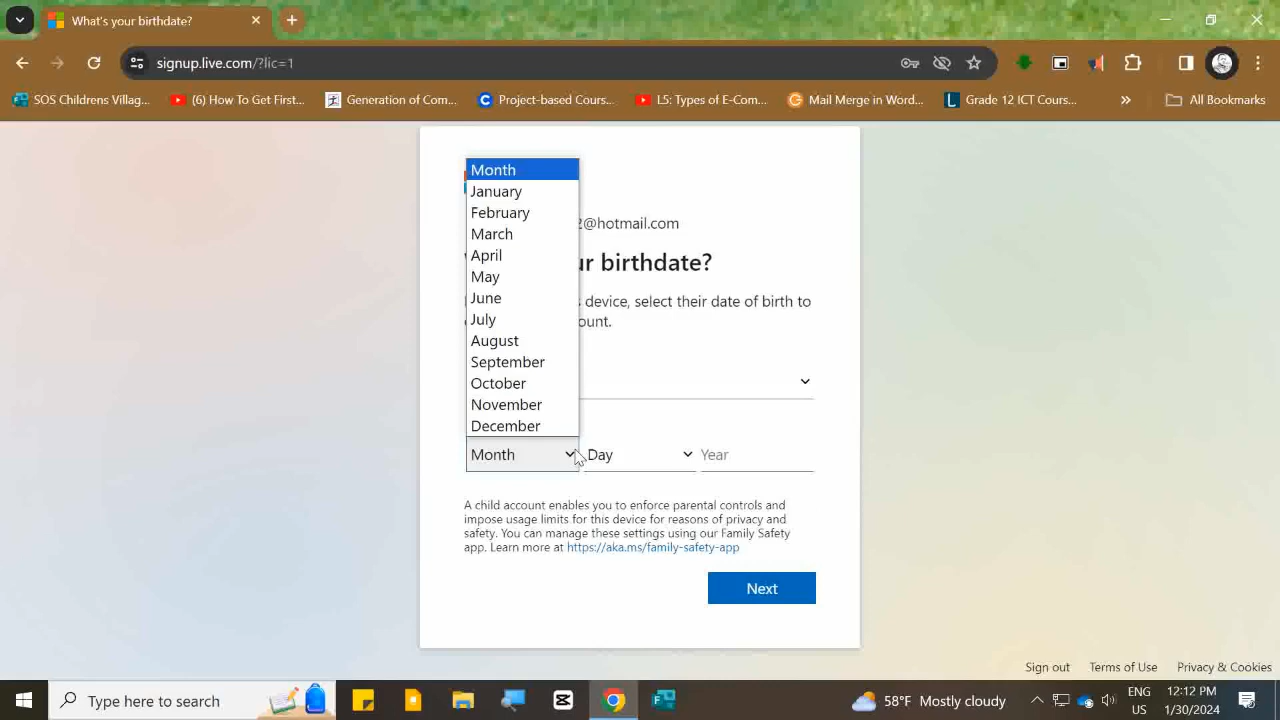 What's your birthdate?
signup.live.com/?lic=1
SOS Childrens Villag...
(6) How To Get First...
Generation of Com...
Project-based Cours...
L5: Types of E-Com...
Mail Merge in Word...
Grade 12 ICT Cours...
All Bookmarks
Month
January
February
March
April
May
June
July
August
September
October
November
December
2@hotmail.com
ur birthdate?
s device, select their date of birth to
ount.
Month
Day
Year
A child account enables you to enforce parental controls and
impose usage limits for this device for reasons of privacy and
safety. You can manage these settings using our Family Safety
app. Learn more at https://aka.ms/family-safety-app
Next
Sign out
Terms of Use
Privacy & Cookies
Type here to search
58°F Mostly cloudy
ENG
US
12:12 PM
1/30/2024